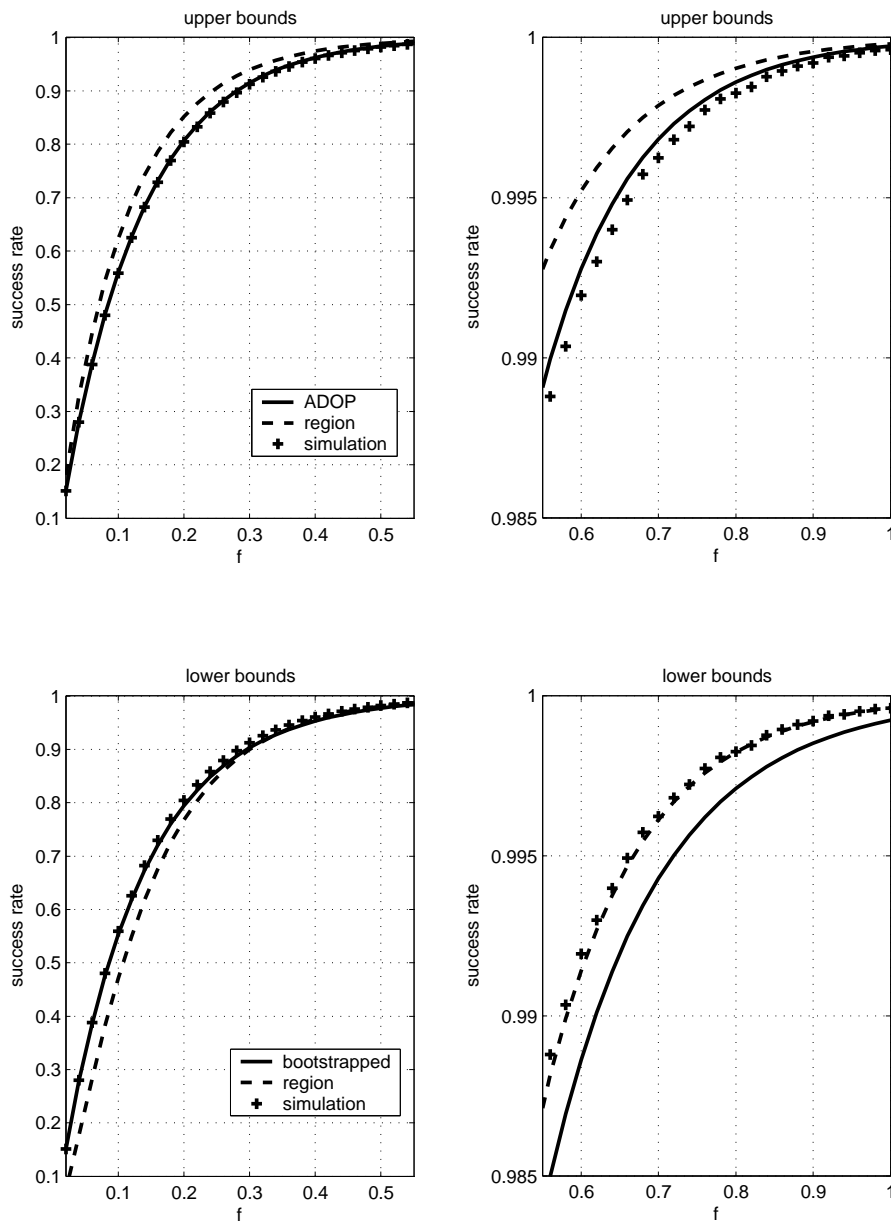 upper bounds
1
0.9
0.8
0.7
0.6
0.5
0.4
0.3
0.2
0.1
success rate
0.1 0.2 0.3 0.4 0.5
f
ADOP
region
simulation
upper bounds
1
0.995
0.99
0.985
success rate
0.6 0.7 0.8 0.9 1
f
lower bounds
1
0.9
0.8
0.7
0.6
0.5
0.4
0.3
0.2
0.1
success rate
0.1 0.2 0.3 0.4 0.5
f
bootstrapped
region
simulation
lower bounds
1
0.995
0.99
0.985
success rate
0.6 0.7 0.8 0.9 1
f